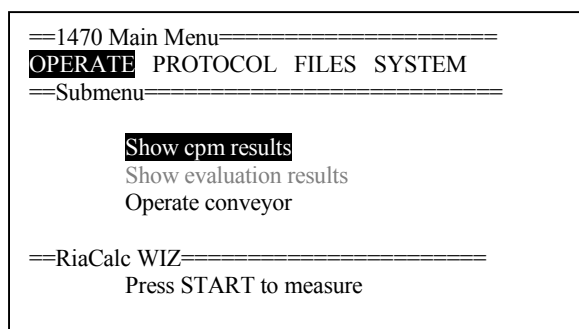 ==1470 Main Menu=====================
OPERATE PROTOCOL FILES SYSTEM
==Submenu===========================
Show cpm results
Show evaluation results
Operate conveyor
==RiaCalc WIZ=======================
Press START to measure